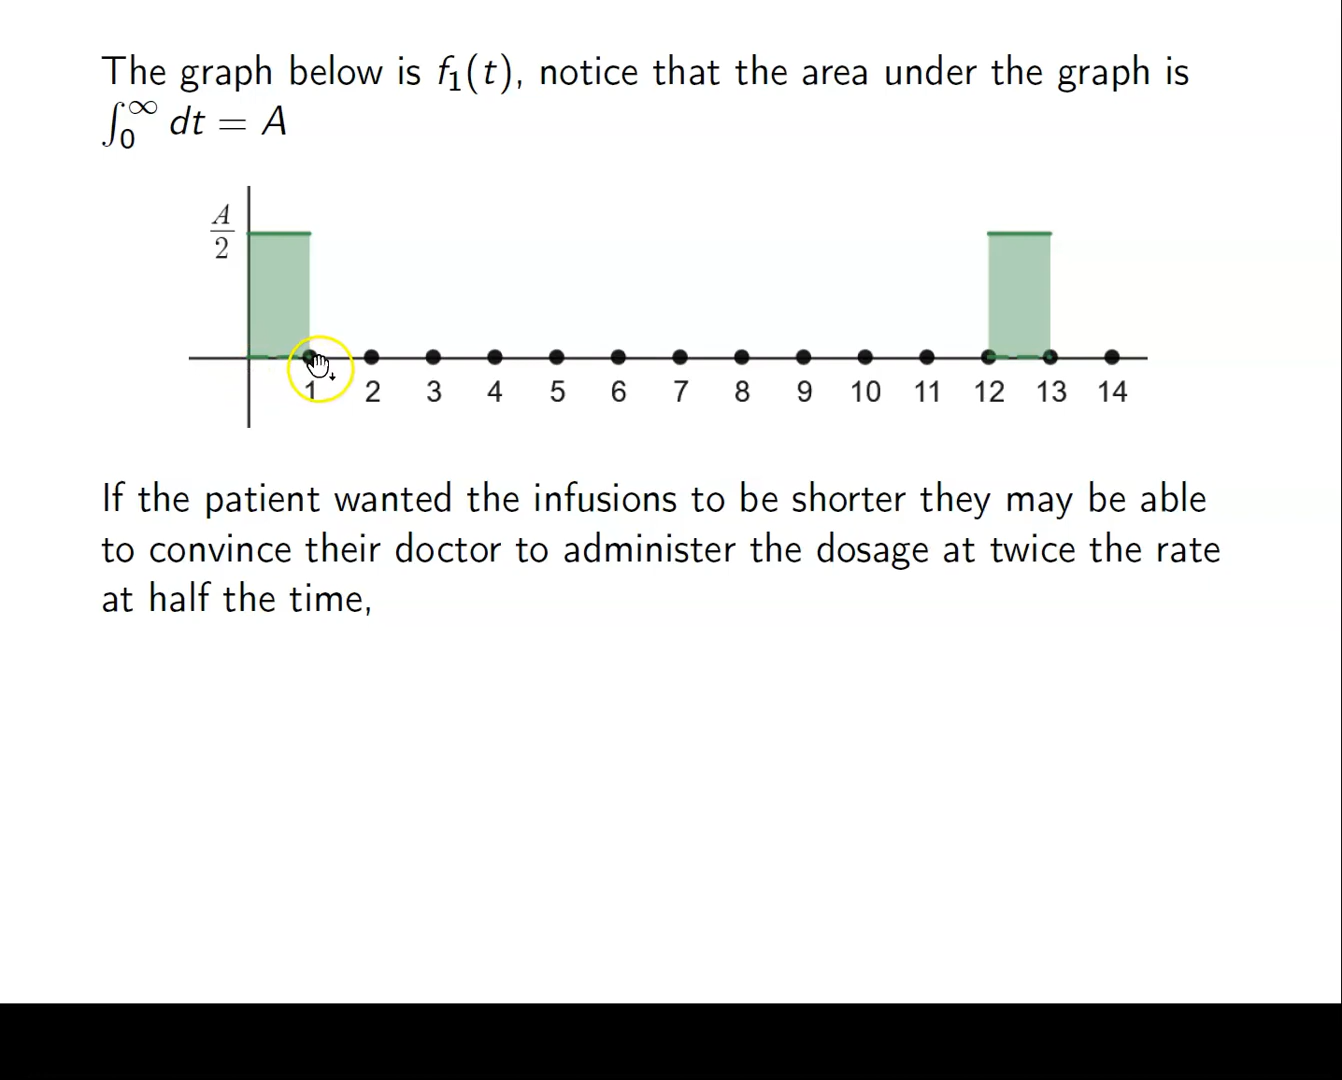 The graph below is f₁(t), notice that the area under the graph is
∫₀^∞ dt = A
A/2
1 2 3 4 5 6 7 8 9 10 11 12 13 14
If the patient wanted the infusions to be shorter they may be able
to convince their doctor to administer the dosage at twice the rate
at half the time,